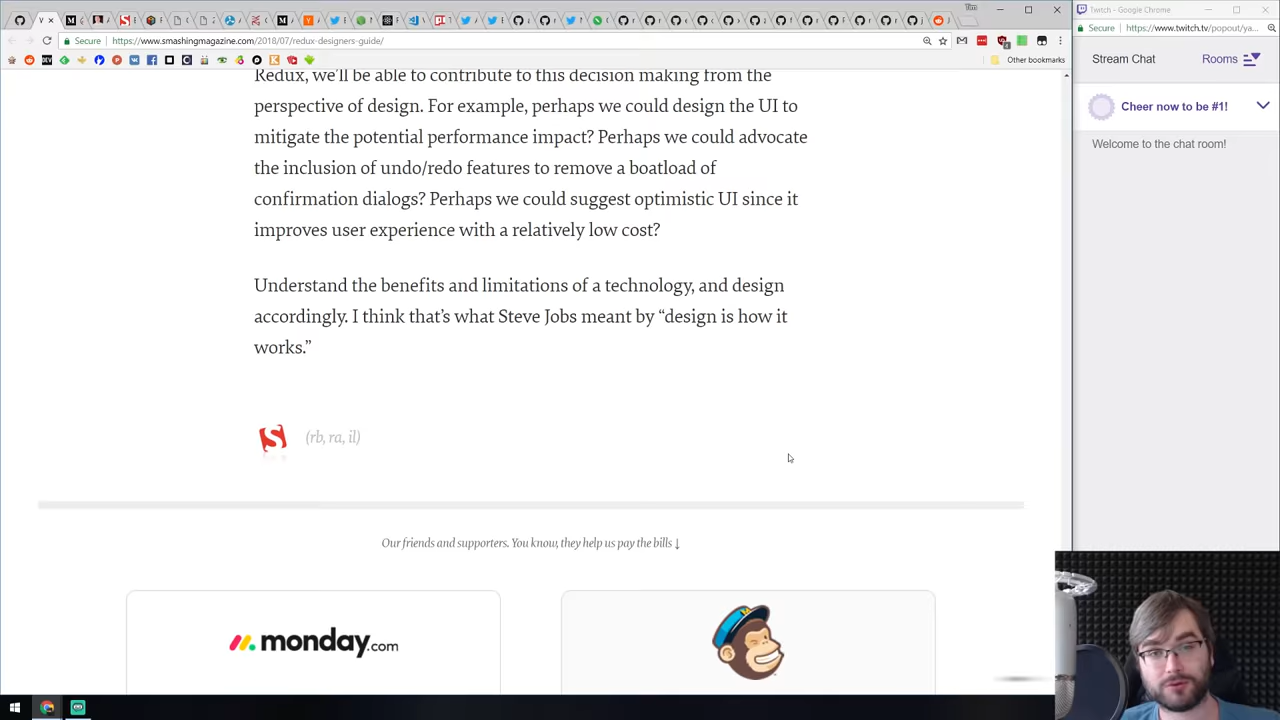 Tim
Secure
https://www.smashingmagazine.com/2018/07/redux-designers-guide/
Other bookmarks
Redux, we'll be able to contribute to this decision making from the
perspective of design. For example, perhaps we could design the UI to
mitigate the potential performance impact? Perhaps we could advocate
the inclusion of undo/redo features to remove a boatload of
confirmation dialogs? Perhaps we could suggest optimistic UI since it
improves user experience with a relatively low cost?
Understand the benefits and limitations of a technology, and design
accordingly. I think that's what Steve Jobs meant by “design is how it
works.”
(rb, ra, il)
Our friends and supporters. You know, they help us pay the bills ↓
monday.com
Twitch - Google Chrome
Secure
https://www.twitch.tv/popout/ya...
Stream Chat
Rooms
Cheer now to be #1!
Welcome to the chat room!